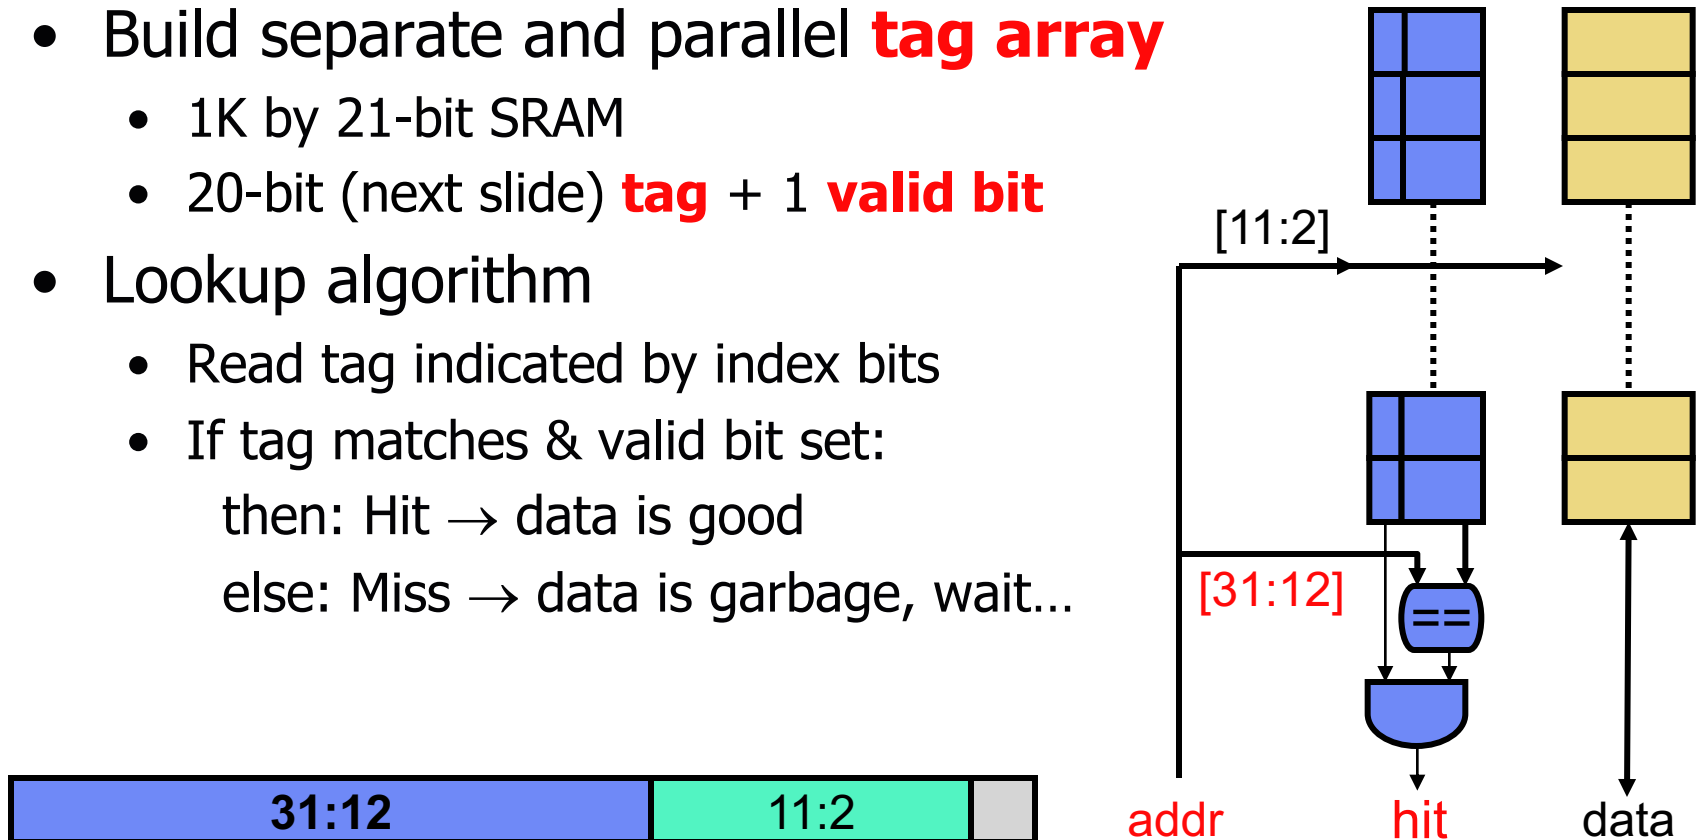 • Build separate and parallel tag array
• 1K by 21-bit SRAM
• 20-bit (next slide) tag + 1 valid bit
• Lookup algorithm
• Read tag indicated by index bits
• If tag matches & valid bit set:
then: Hit → data is good
else: Miss → data is garbage, wait…
[11:2]
[31:12]
==
31:12
11:2
addr
hit
data